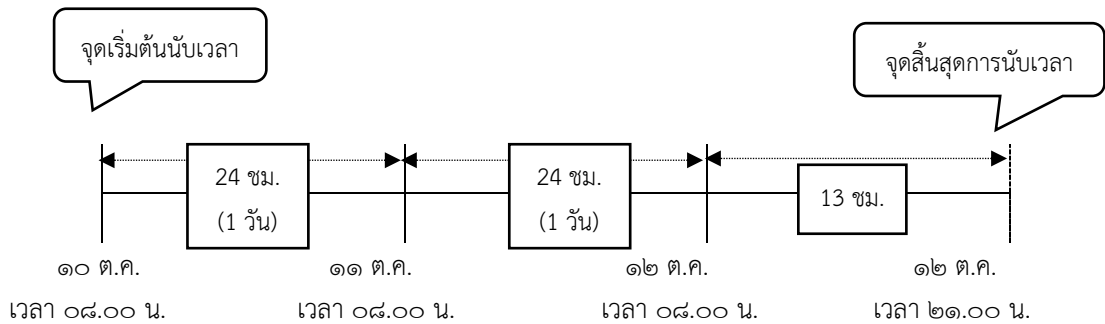 จุดเริ่มต้นนับเวลา
จุดสิ้นสุดการนับเวลา
24 ชม.
(1 วัน)
24 ชม.
(1 วัน)
13 ชม.
๑๐ ต.ค.
เวลา ๐๘.๐๐ น.
๑๑ ต.ค.
เวลา ๐๘.๐๐ น.
๑๒ ต.ค.
เวลา ๐๘.๐๐ น.
๑๒ ต.ค.
เวลา ๒๑.๐๐ น.